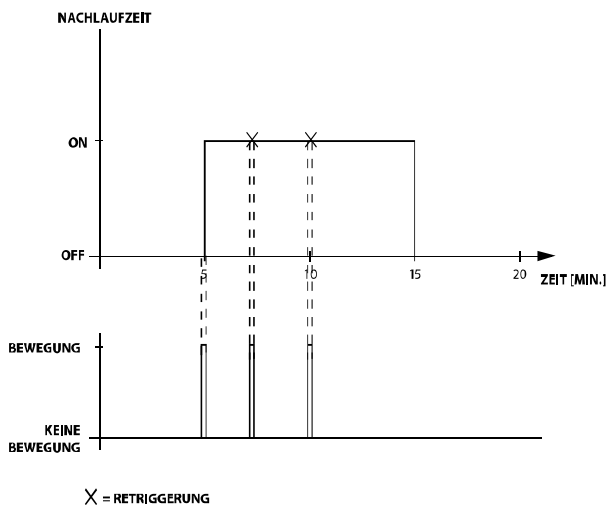 NACHLAUFZEIT
ON
OFF
5
10
15
20
ZEIT [MIN.]
BEWEGUNG
KEINE
BEWEGUNG
X = RETRIGGERUNG